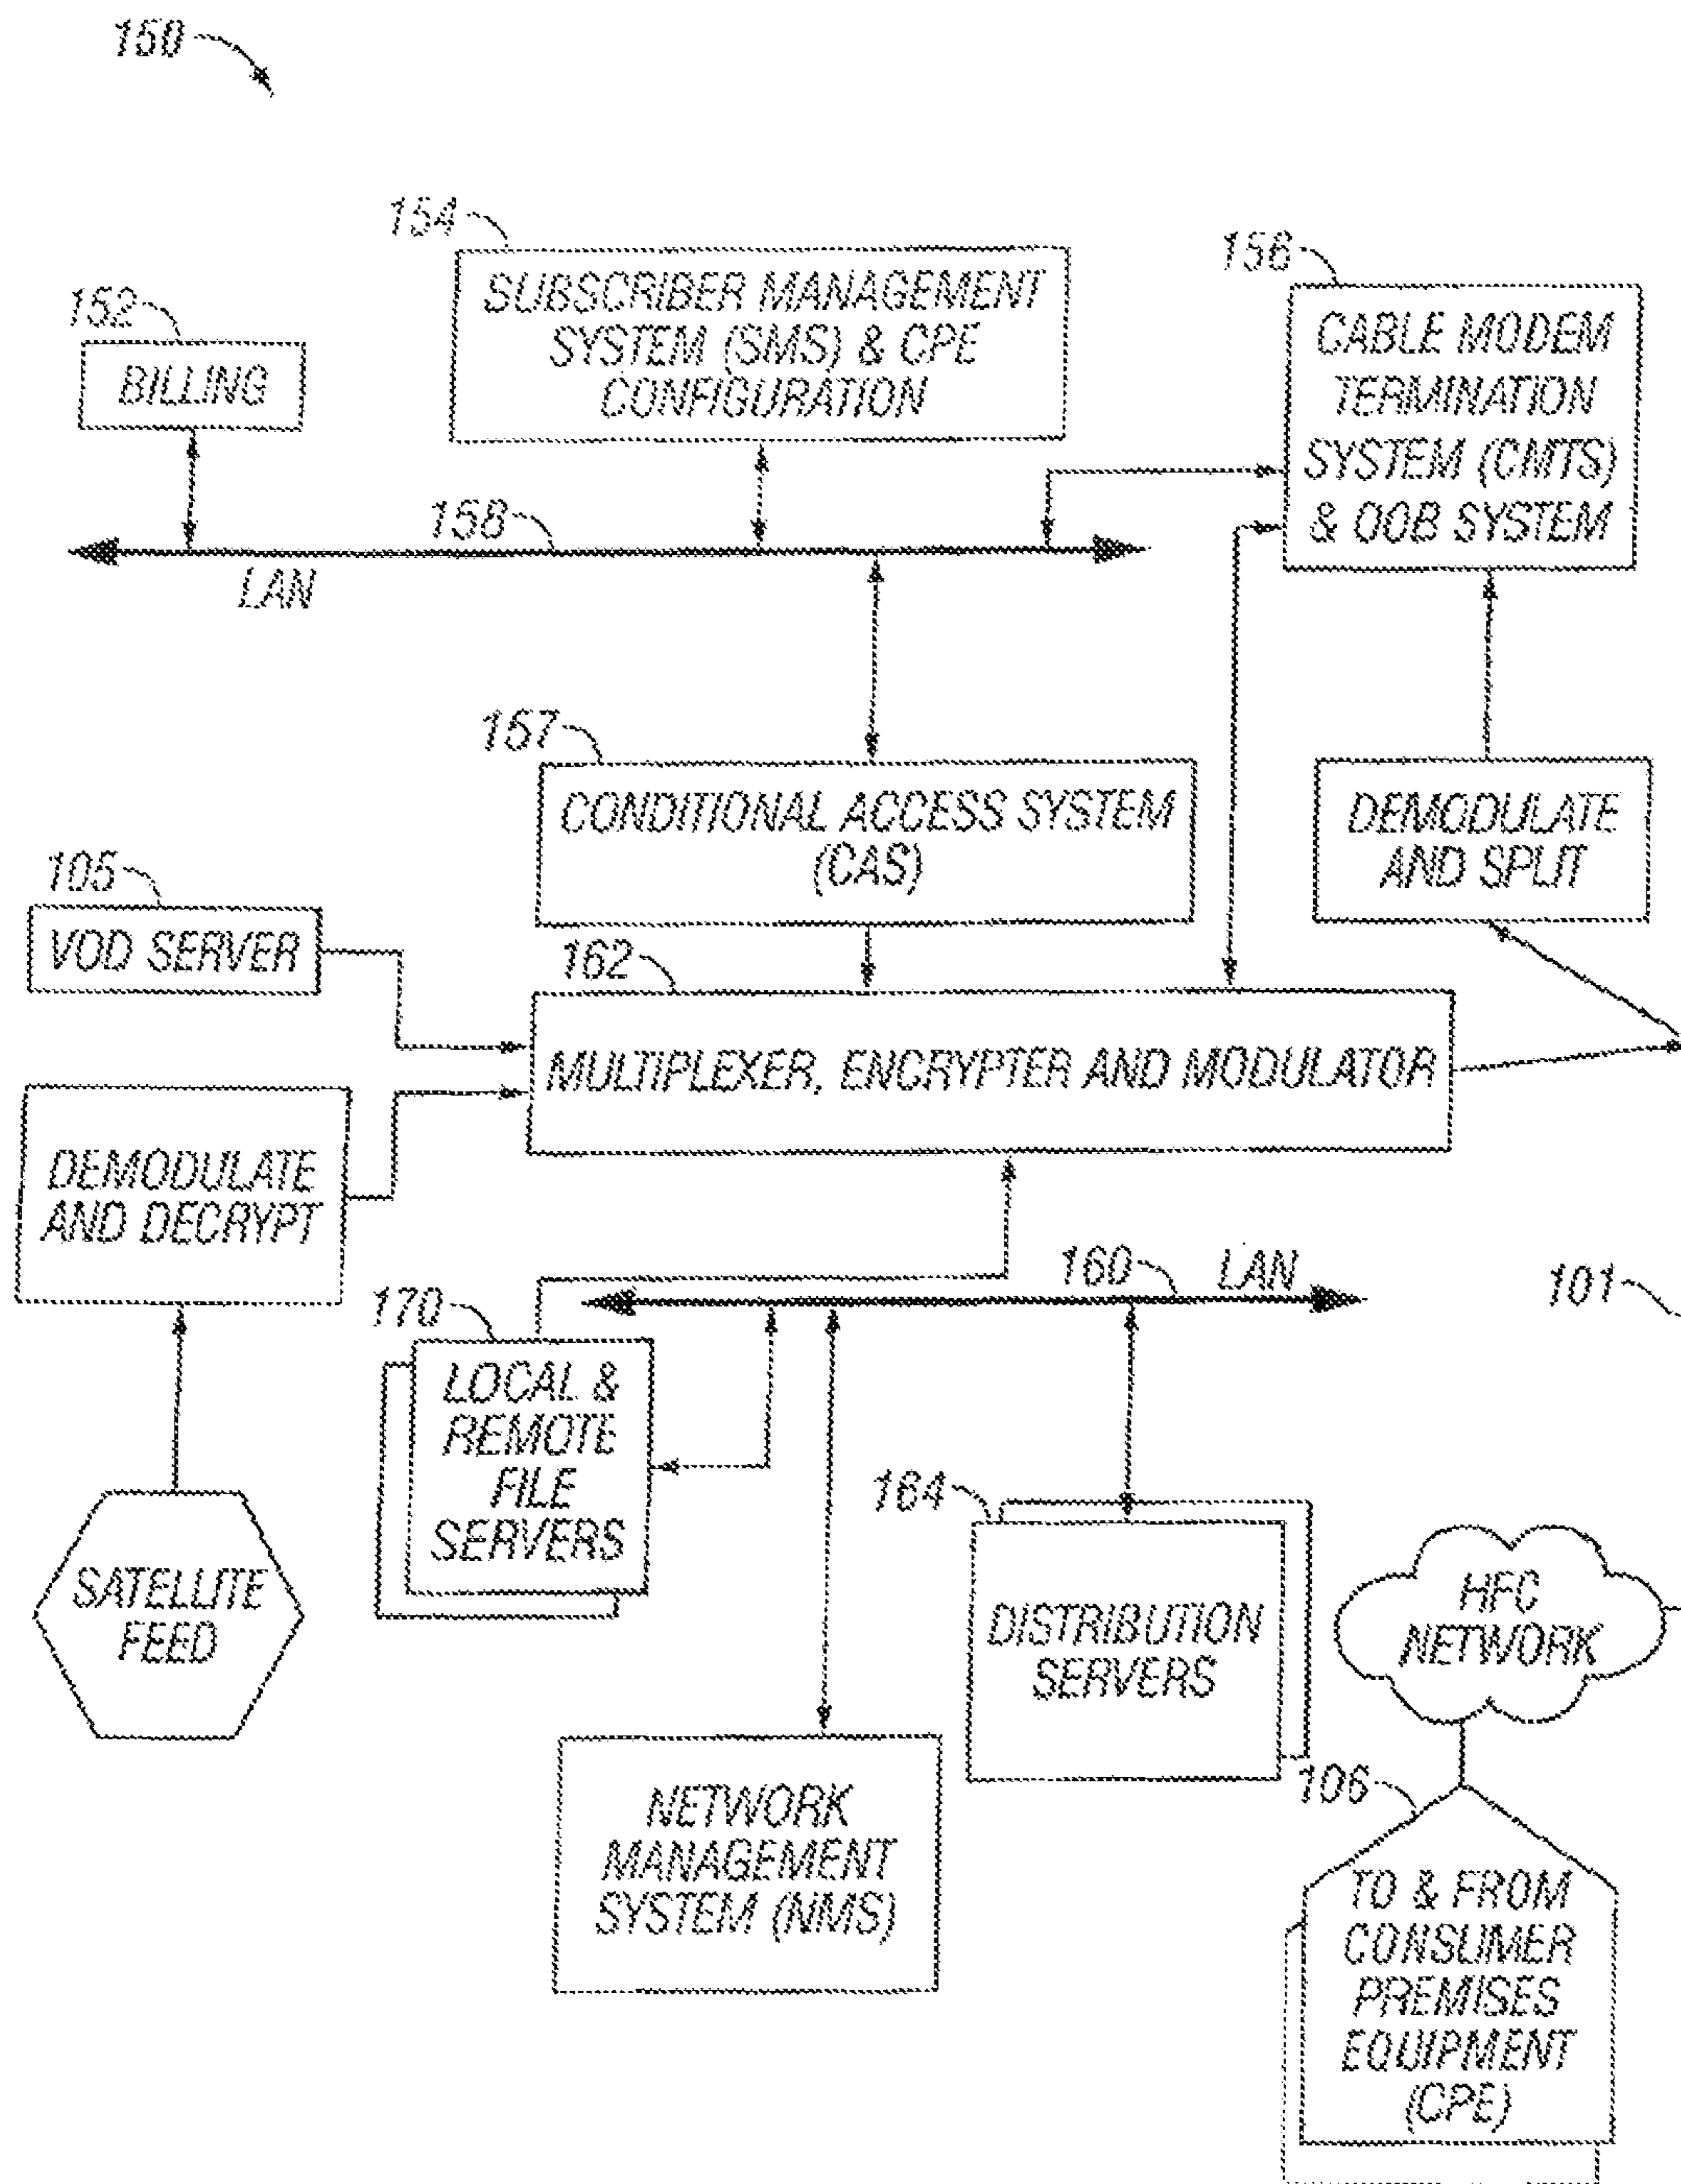 150
154
SUBSCRIBER MANAGEMENT
SYSTEM (SMS) & CPE
CONFIGURATION
156
CABLE MODEM
TERMINATION
SYSTEM (CMTS)
& OOB SYSTEM
152
BILLING
158
LAN
157
CONDITIONAL ACCESS SYSTEM
(CAS)
DEMODULATE
AND SPLIT
105
VOD SERVER
162
MULTIPLEXER, ENCRYPTER AND MODULATOR
DEMODULATE
AND DECRYPT
160
LAN
101
170
LOCAL &
REMOTE
FILE
SERVERS
164
DISTRIBUTION
SERVERS
SATELLITE
FEED
HFC
NETWORK
NETWORK
MANAGEMENT
SYSTEM (NMS)
106
TO & FROM
CONSUMER
PREMISES
EQUIPMENT
(CPE)